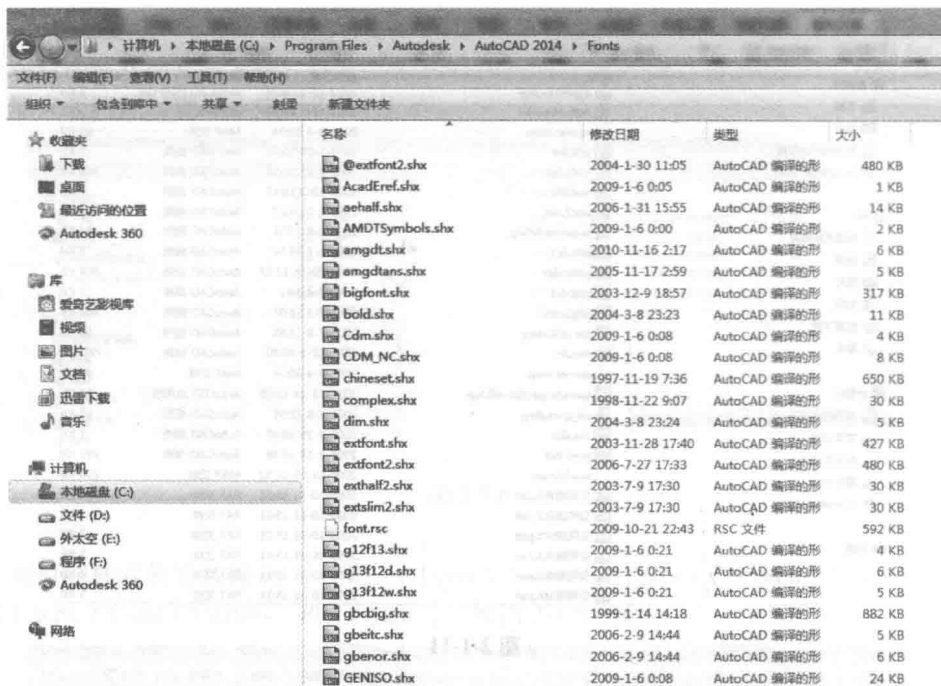 计算机 ▸ 本地磁盘 (C:) ▸ Program Files ▸ Autodesk ▸ AutoCAD 2014 ▸ Fonts
文件(F) 编辑(E) 查看(V) 工具(T) 帮助(H)
组织 包含到库中 共享 刻录 新建文件夹
名称 修改日期 类型 大小
收藏夹
下载
桌面
最近访问的位置
Autodesk 360
库
爱奇艺影视库
视频
图片
文档
迅雷下载
音乐
计算机
本地磁盘 (C:)
文件 (D:)
外太空 (E:)
程序 (F:)
Autodesk 360
网络
@extfont2.shx 2004-1-30 11:05 AutoCAD 编译的形 480 KB
AcadEref.shx 2009-1-6 0:05 AutoCAD 编译的形 1 KB
aehalf.shx 2006-1-31 15:55 AutoCAD 编译的形 14 KB
AMDTSymbols.shx 2009-1-6 0:00 AutoCAD 编译的形 2 KB
amgdt.shx 2010-11-16 2:17 AutoCAD 编译的形 6 KB
amgdtans.shx 2005-11-17 2:59 AutoCAD 编译的形 5 KB
bigfont.shx 2003-12-9 18:57 AutoCAD 编译的形 317 KB
bold.shx 2004-3-8 23:23 AutoCAD 编译的形 11 KB
Cdm.shx 2009-1-6 0:08 AutoCAD 编译的形 4 KB
CDM_NC.shx 2009-1-6 0:08 AutoCAD 编译的形 8 KB
chineset.shx 1997-11-19 7:36 AutoCAD 编译的形 650 KB
complex.shx 1998-11-22 9:07 AutoCAD 编译的形 30 KB
dim.shx 2004-3-8 23:24 AutoCAD 编译的形 5 KB
extfont.shx 2003-11-28 17:40 AutoCAD 编译的形 427 KB
extfont2.shx 2006-7-27 17:33 AutoCAD 编译的形 480 KB
exthalf2.shx 2003-7-9 17:30 AutoCAD 编译的形 30 KB
extslim2.shx 2003-7-9 17:30 AutoCAD 编译的形 30 KB
font.rsc 2009-10-21 22:43 RSC 文件 592 KB
g12f13.shx 2009-1-6 0:21 AutoCAD 编译的形 4 KB
g13f12d.shx 2009-1-6 0:21 AutoCAD 编译的形 6 KB
g13f12w.shx 2009-1-6 0:21 AutoCAD 编译的形 5 KB
gbcbig.shx 1999-1-14 14:18 AutoCAD 编译的形 882 KB
gbeitc.shx 2006-2-9 14:44 AutoCAD 编译的形 5 KB
gbenor.shx 2006-2-9 14:44 AutoCAD 编译的形 6 KB
GENISO.shx 2009-1-6 0:08 AutoCAD 编译的形 24 KB